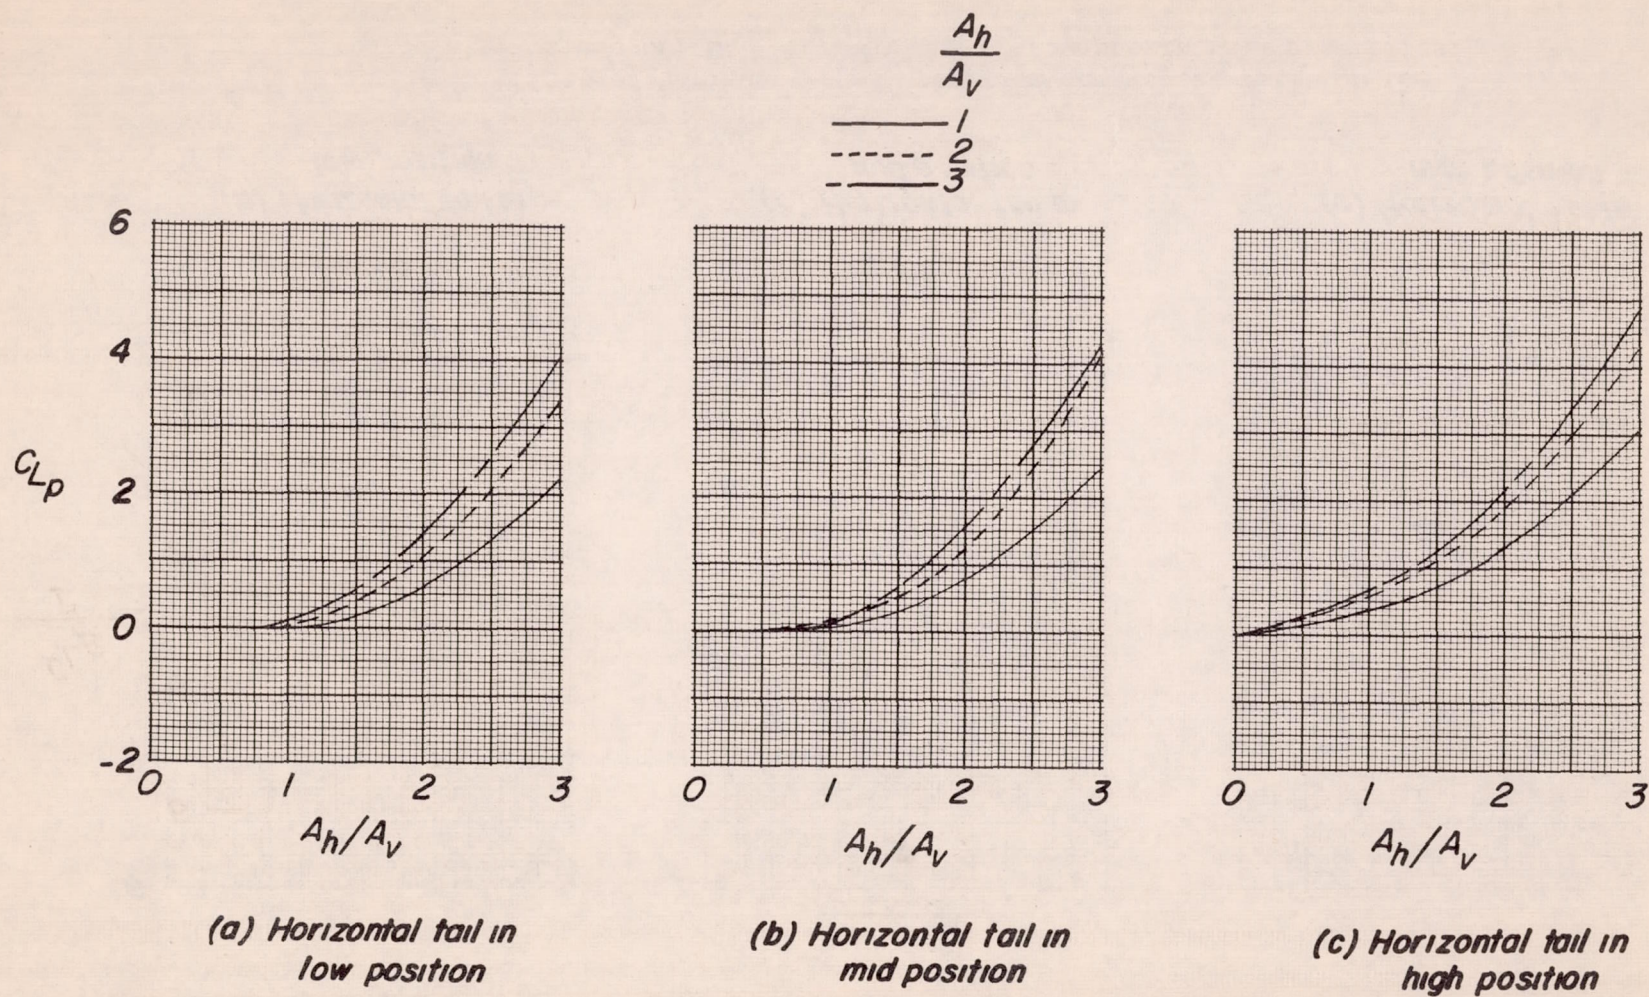 A_h
A_v
1
2
3
6
4
2
0
-2
C_L_p
0 1 2 3
0 1 2 3
0 1 2 3
A_h/A_v
A_h/A_v
A_h/A_v
(a) Horizontal tail in
low position
(b) Horizontal tail in
mid position
(c) Horizontal tail in
high position